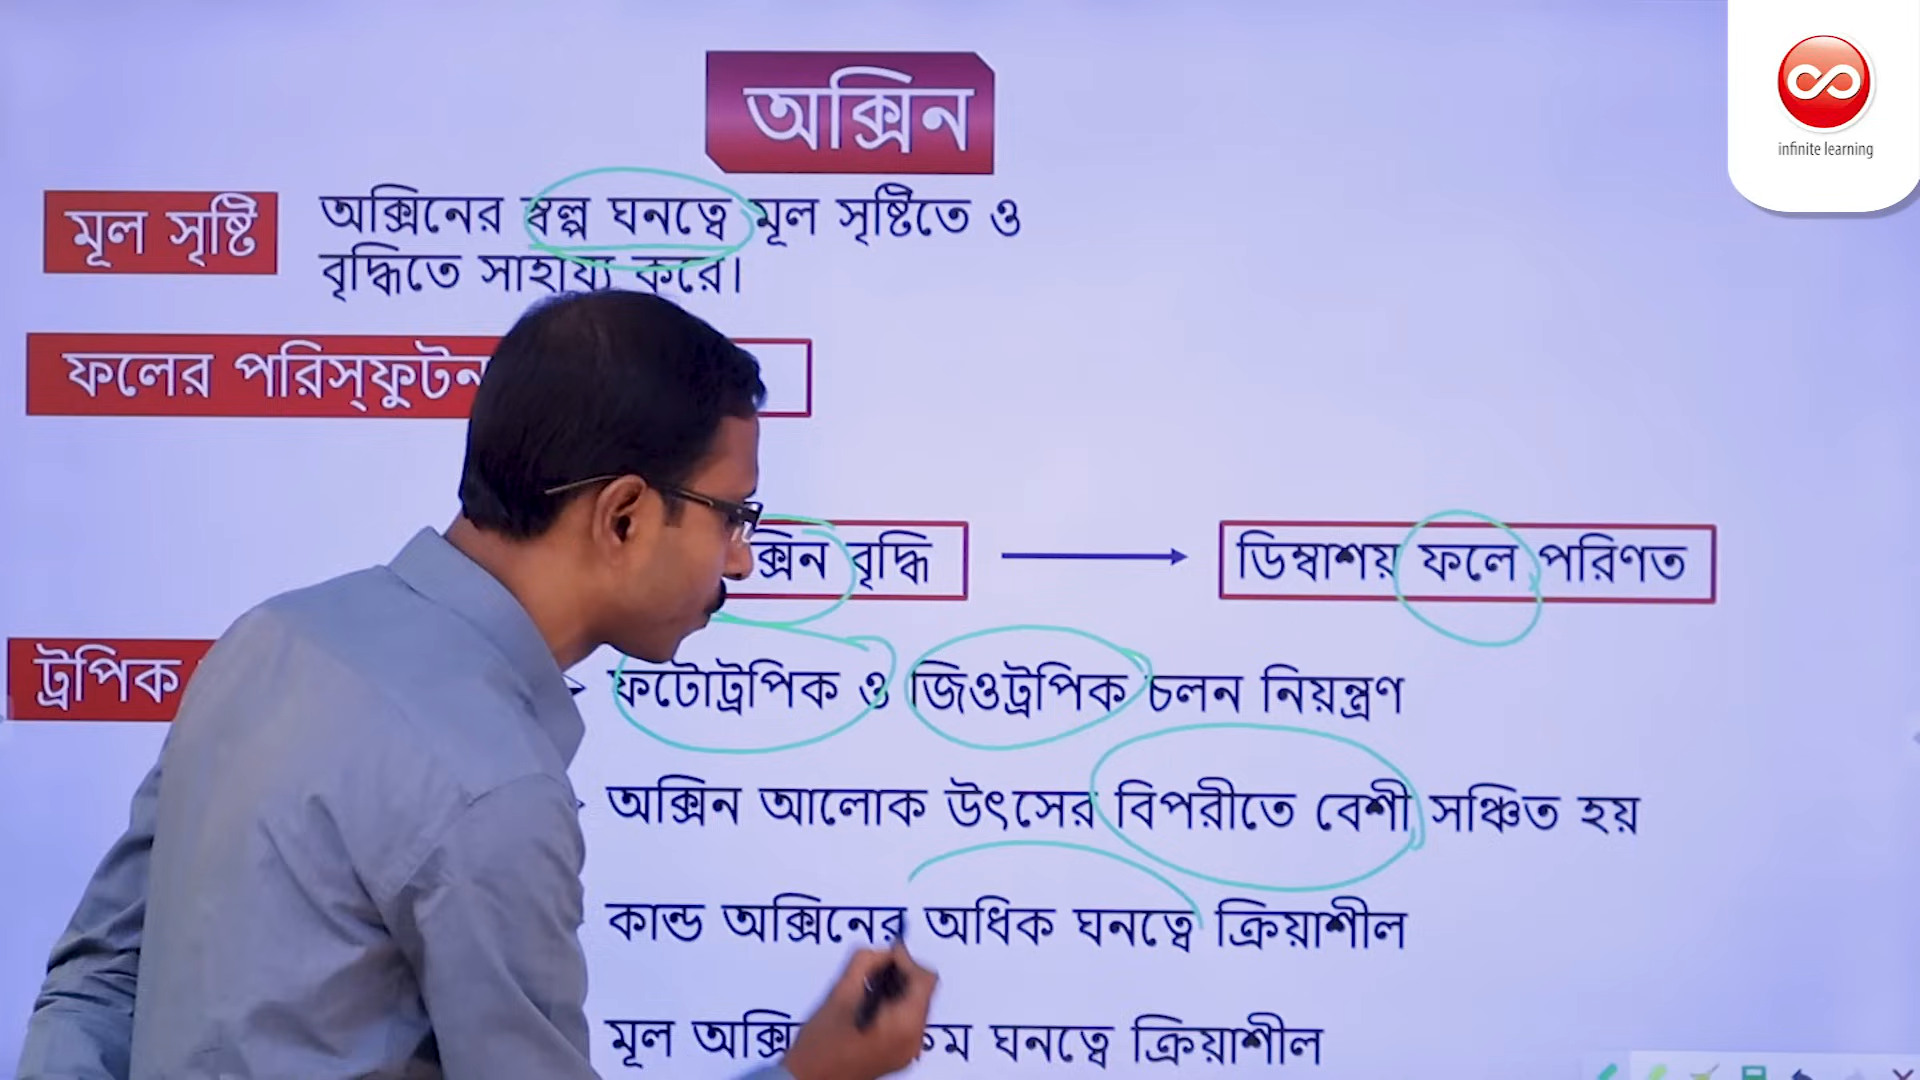 অক্সিন
infinite learning
মূল সৃষ্টি
অক্সিনের স্বল্প ঘনত্বে মূল সৃষ্টিতে ও
বৃদ্ধিতে সাহায্য করে।
ফলের পরিস্ফুটন
বৃদ্ধি
ডিম্বাশয় ফলে পরিণত
ট্রপিক
ফটোট্রপিক ও জিওট্রপিক চলন নিয়ন্ত্রণ
অক্সিন আলোক উৎসের বিপরীতে বেশী সঞ্চিত হয়
কান্ড অক্সিনের অধিক ঘনত্বে ক্রিয়াশীল
মূল ঘনত্বে ক্রিয়াশীল